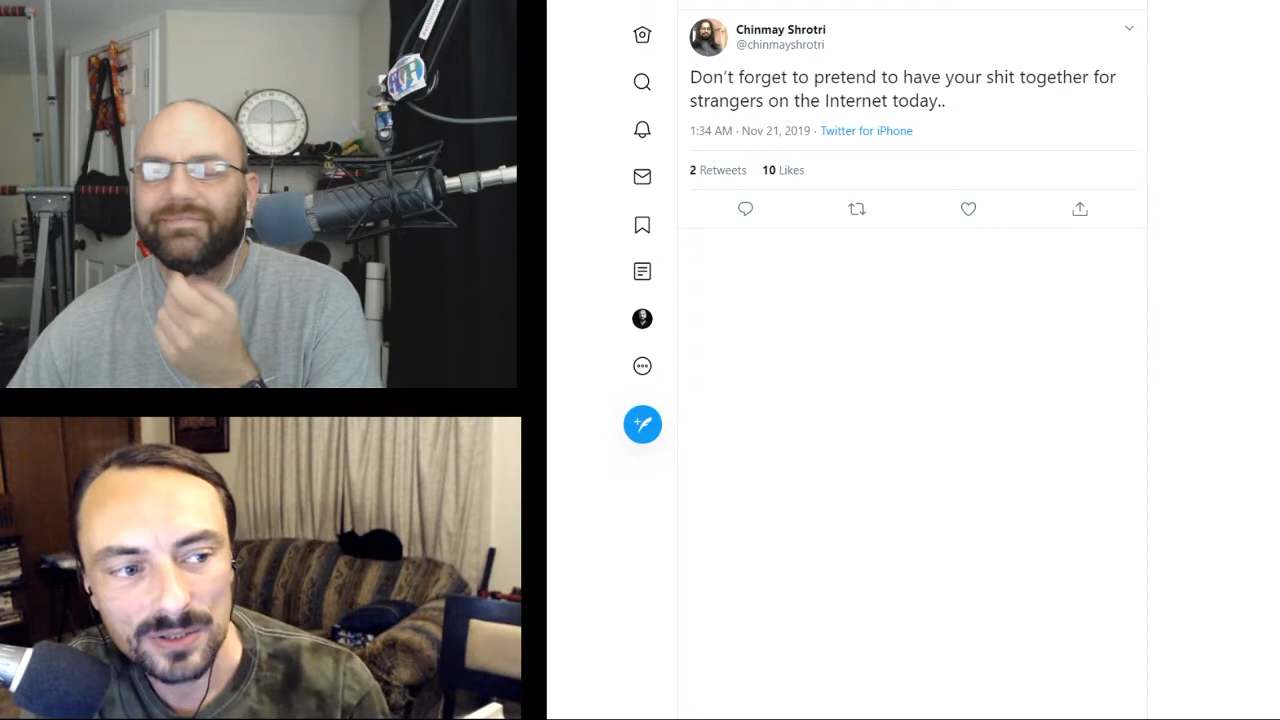 Chinmay Shrotri
@chinmayshrotri
Don't forget to pretend to have your shit together for
strangers on the Internet today..
1:34 AM · Nov 21, 2019 · Twitter for iPhone
2 Retweets 10 Likes